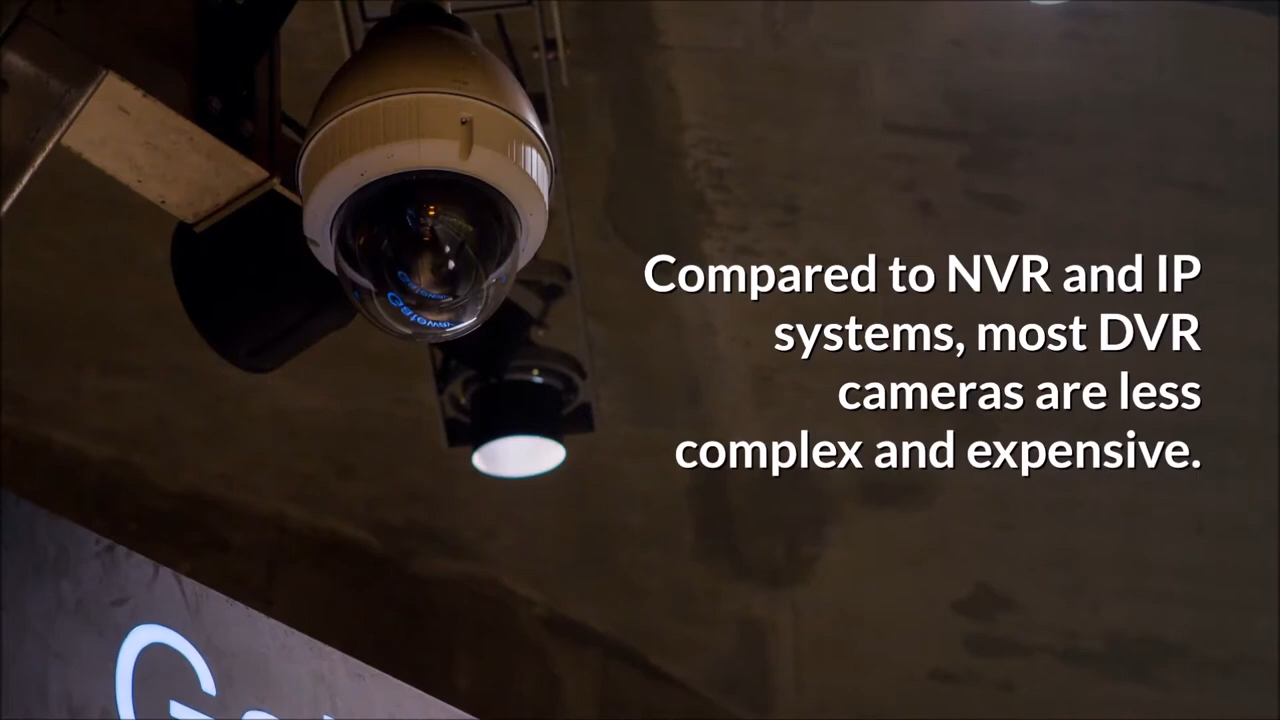 Compared to NVR and IP
systems, most DVR
cameras are less
complex and expensive.